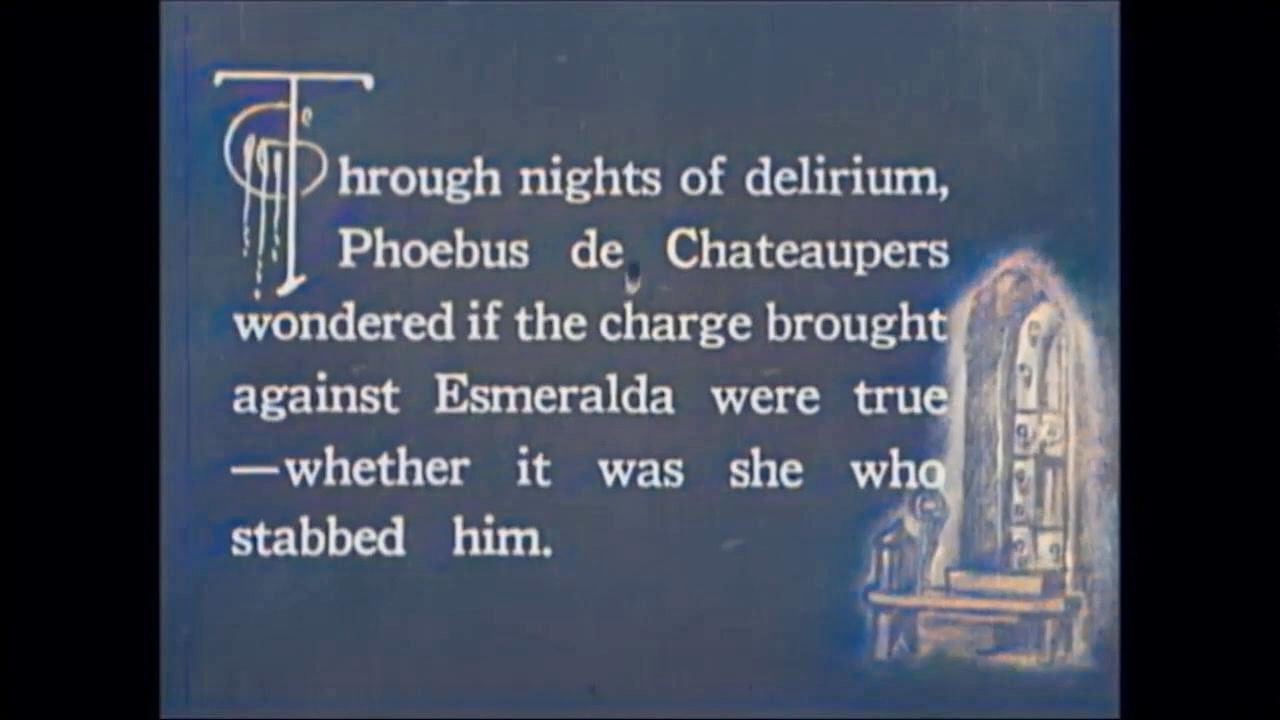 Through nights of delirium,
Phoebus de Chateaupers
wondered if the charge brought
against Esmeralda were true
—whether it was she who
stabbed him.